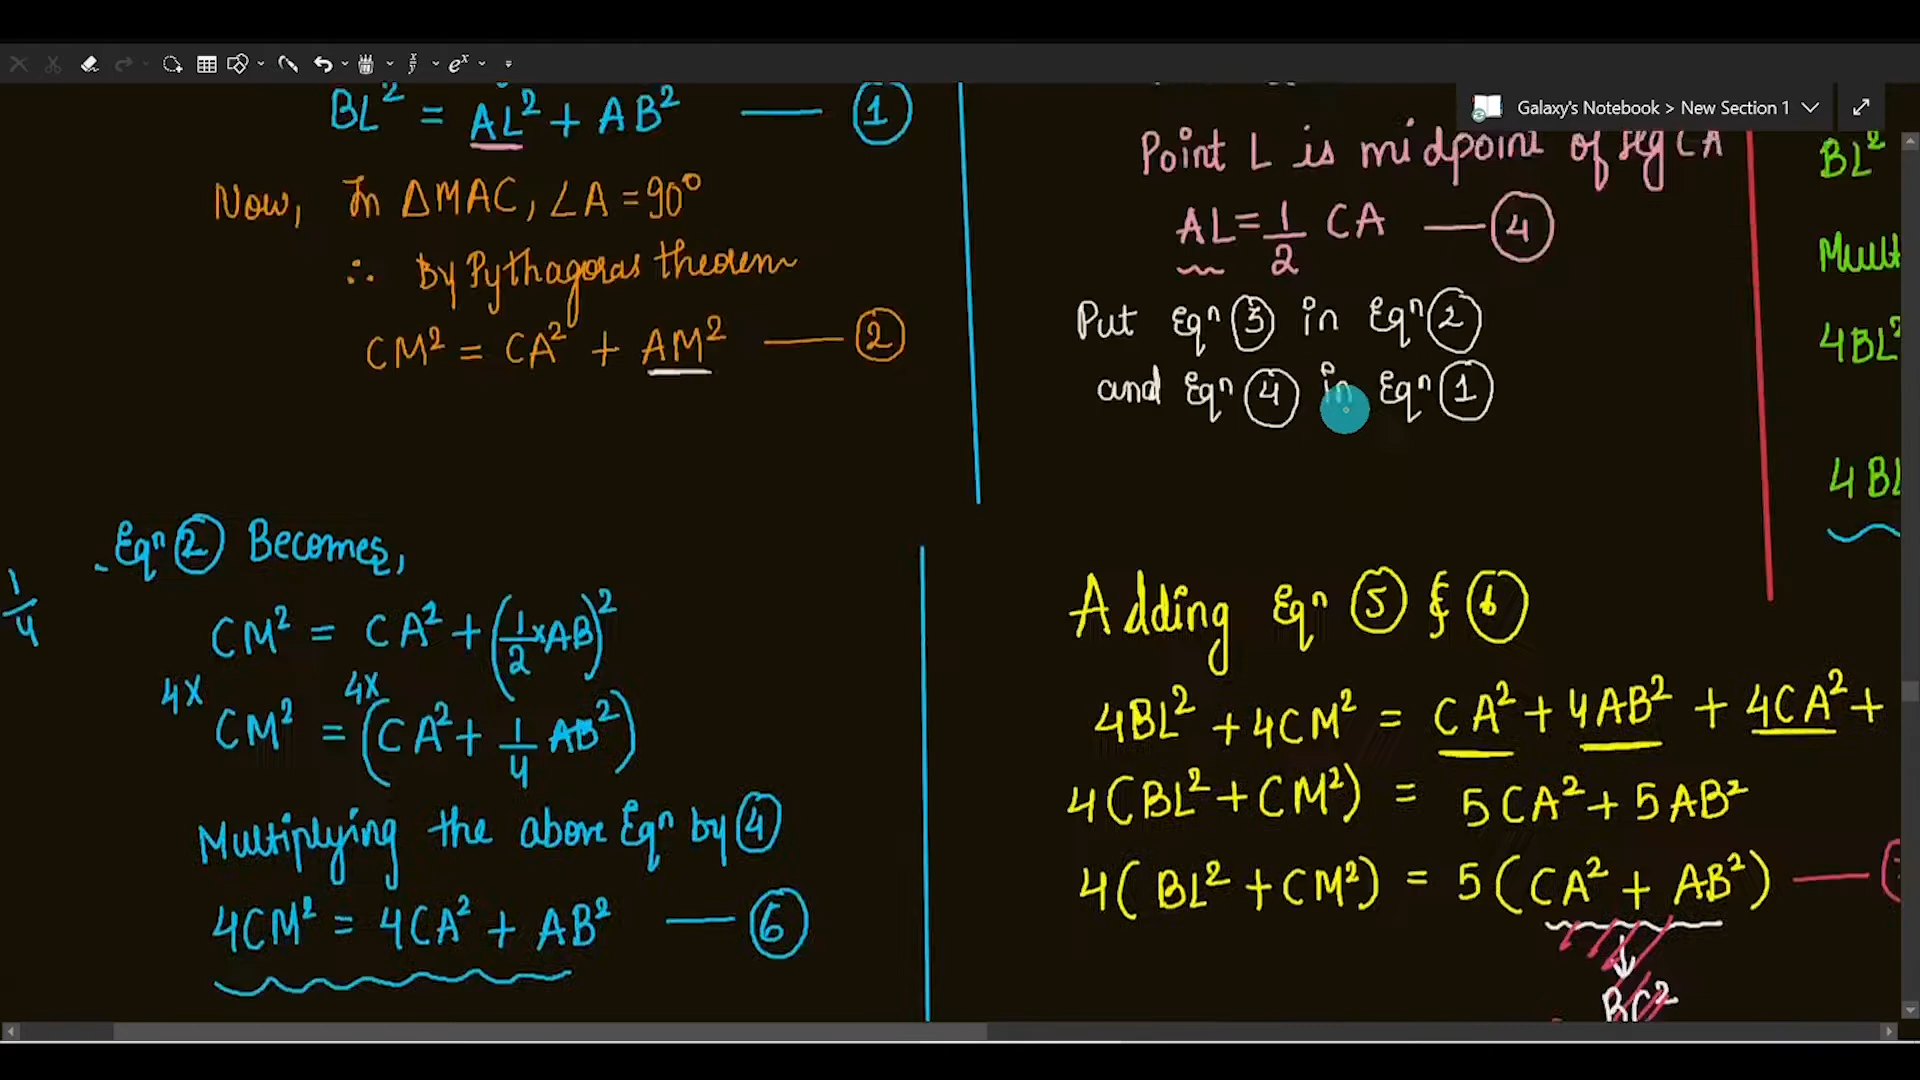 Galaxy's Notebook > New Section 1
BL² = AL² + AB² —— ①
Now, In ΔMAC, ∠A = 90°
∴ By Pythagoras theorem
CM² = CA² + AM² —— ②
Point L is midpoint of seg CA
AL = 1/2 CA —— ④
Put Eqⁿ ③ in Eqⁿ ②
and Eqⁿ ④ in Eqⁿ ①
BL²
4BL²
4BL
Eqⁿ ② Becomes,
1/4
CM² = CA² + (1/2 × AB)²
4× CM² = 4× (CA² + 1/4 AB²)
Multiplying the above Eqⁿ by ④
4CM² = 4CA² + AB² —— ⑥
Adding Eqⁿ ⑤ & ⑥
4BL² + 4CM² = CA² + 4AB² + 4CA² +
4(BL² + CM²) = 5CA² + 5AB²
4(BL² + CM²) = 5(CA² + AB²) ——
↓
BC²